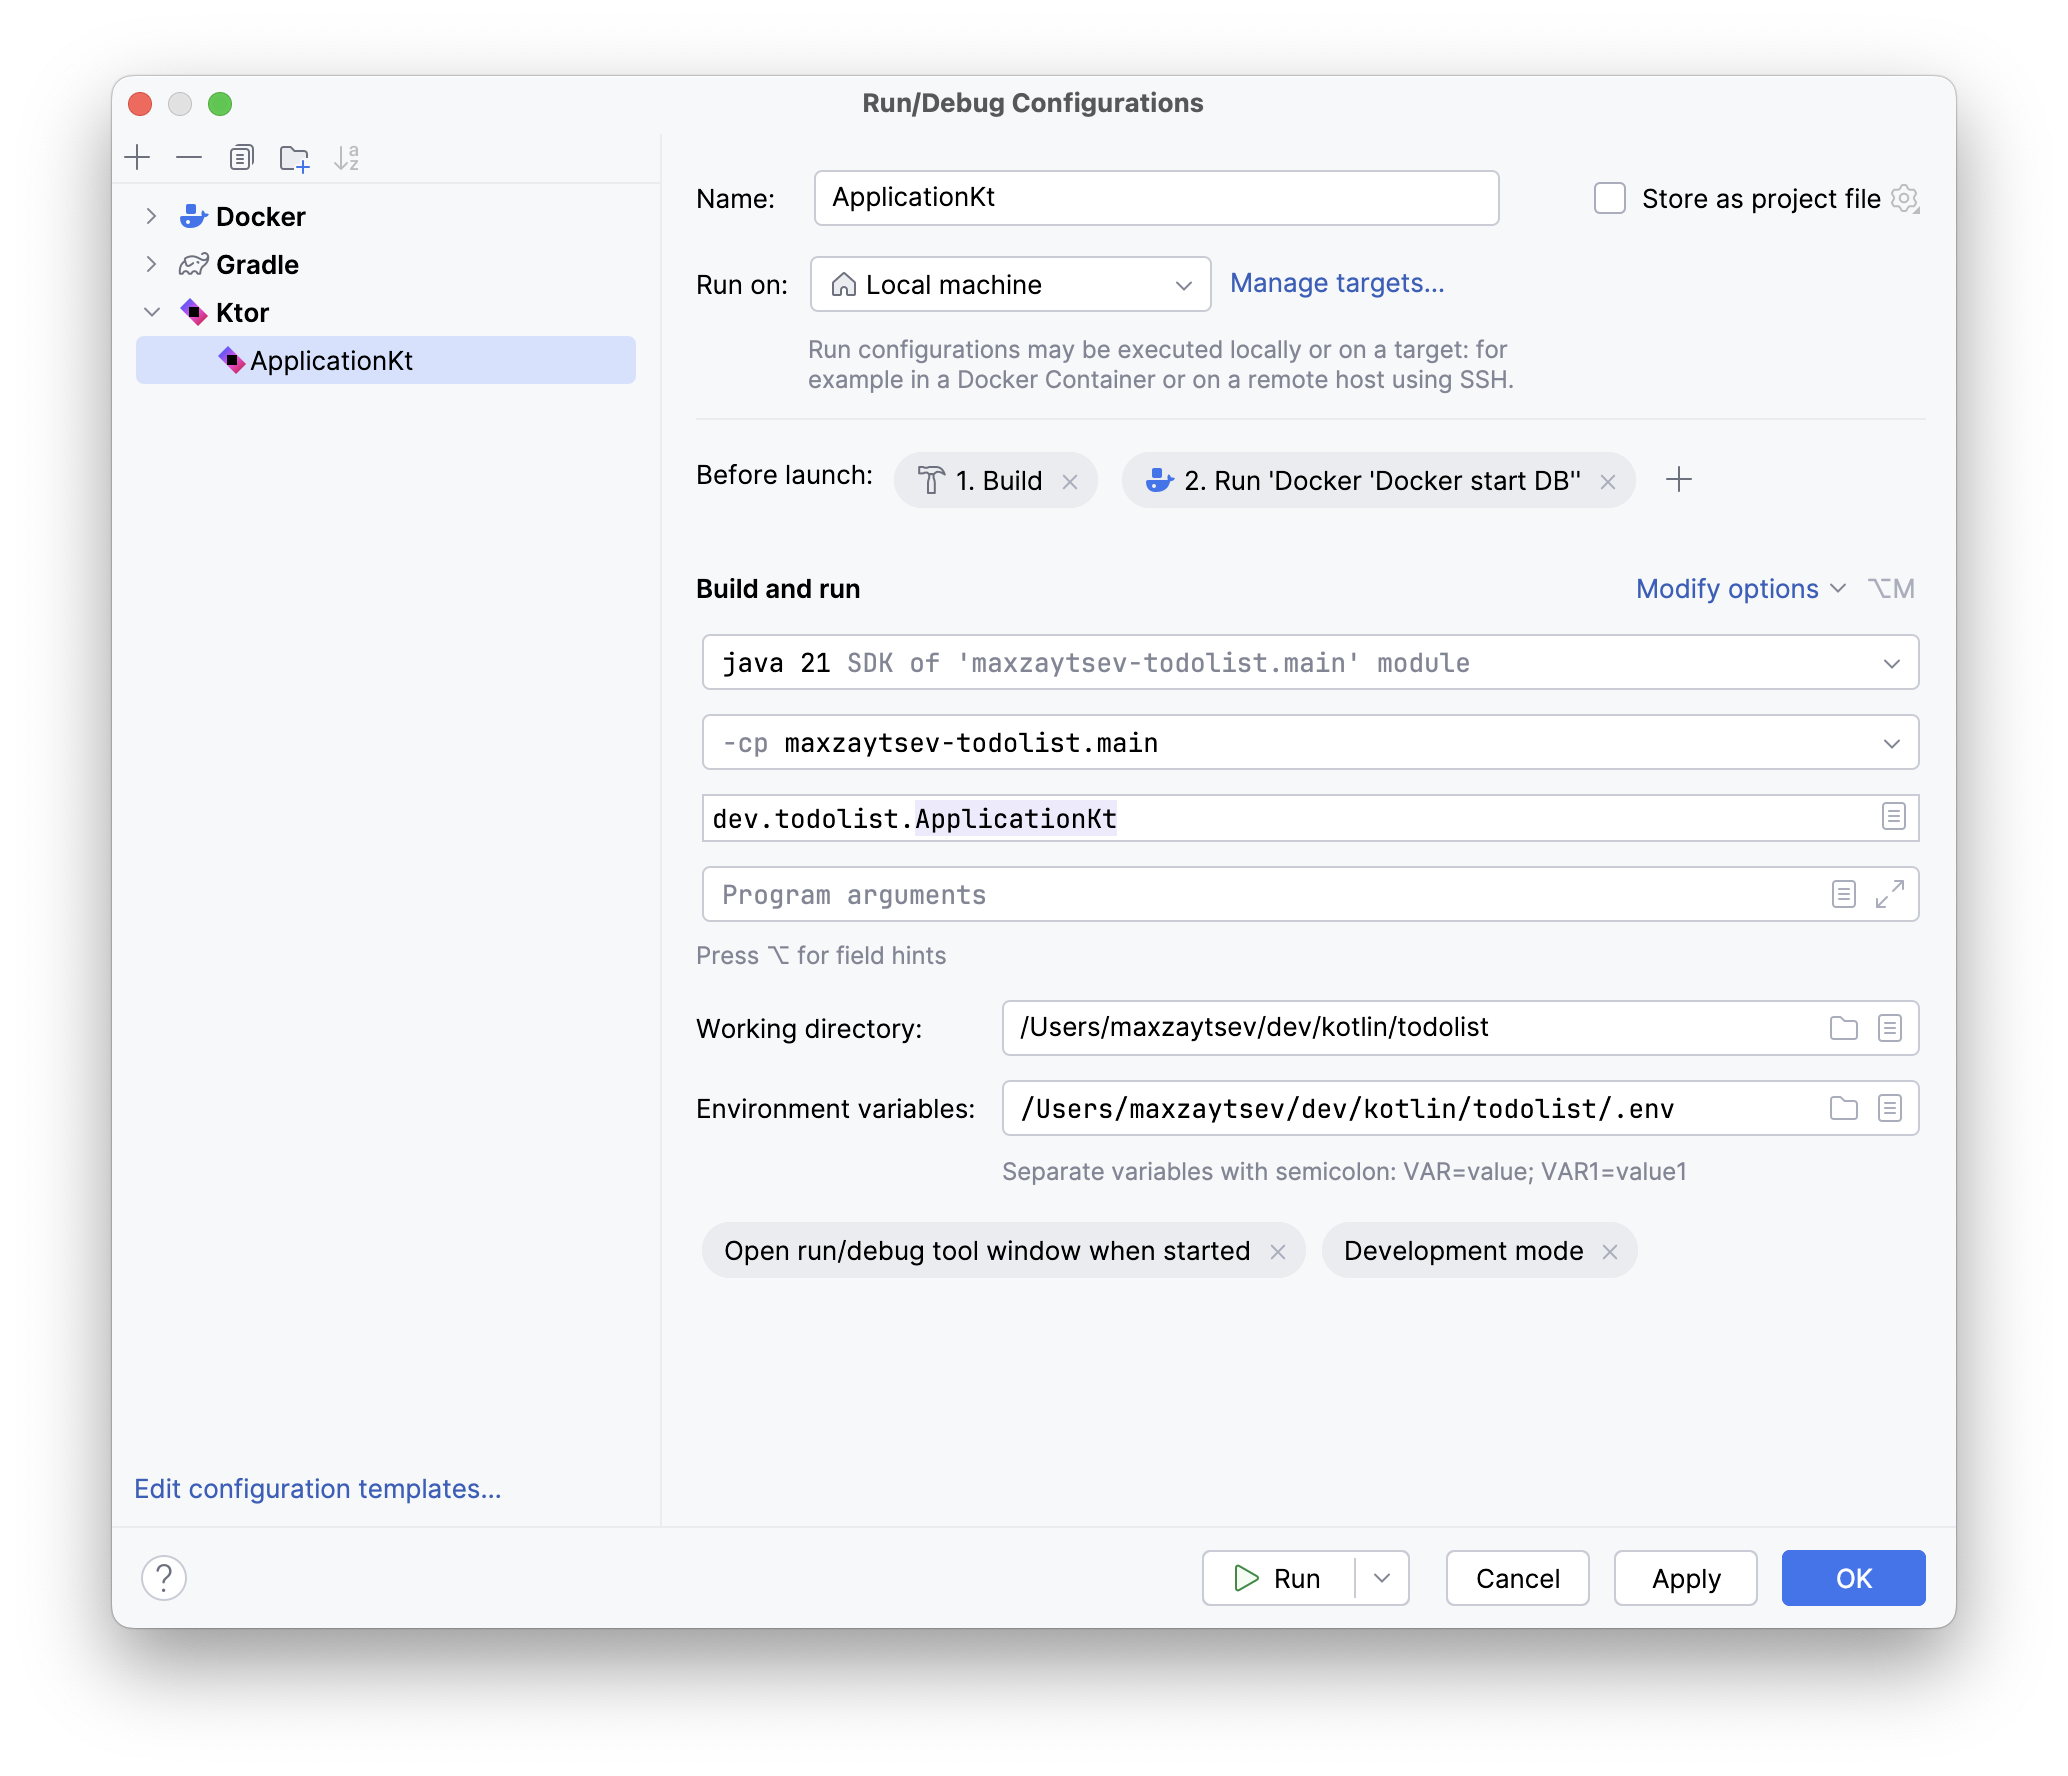 Run/Debug Configurations
Docker
Gradle
Ktor
ApplicationKt
Edit configuration templates...
Name: ApplicationKt Store as project file
Run on: Local machine Manage targets...
Run configurations may be executed locally or on a target: for
example in a Docker Container or on a remote host using SSH.
Before launch: 1. Build 2. Run 'Docker 'Docker start DB''
Build and run Modify options ⌥M
java 21 SDK of 'maxzaytsev-todolist.main' module
-cp maxzaytsev-todolist.main
dev.todolist.ApplicationKt
Program arguments
Press ⌥ for field hints
Working directory: /Users/maxzaytsev/dev/kotlin/todolist
Environment variables: /Users/maxzaytsev/dev/kotlin/todolist/.env
Separate variables with semicolon: VAR=value; VAR1=value1
Open run/debug tool window when started Development mode
? Run Cancel Apply OK